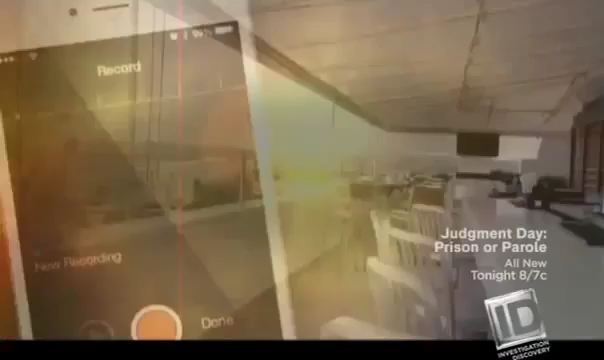 Record
New Recording
Done
Judgment Day:
Prison or Parole
All New
Tonight 8/7c
ID
INVESTIGATION
DISCOVERY